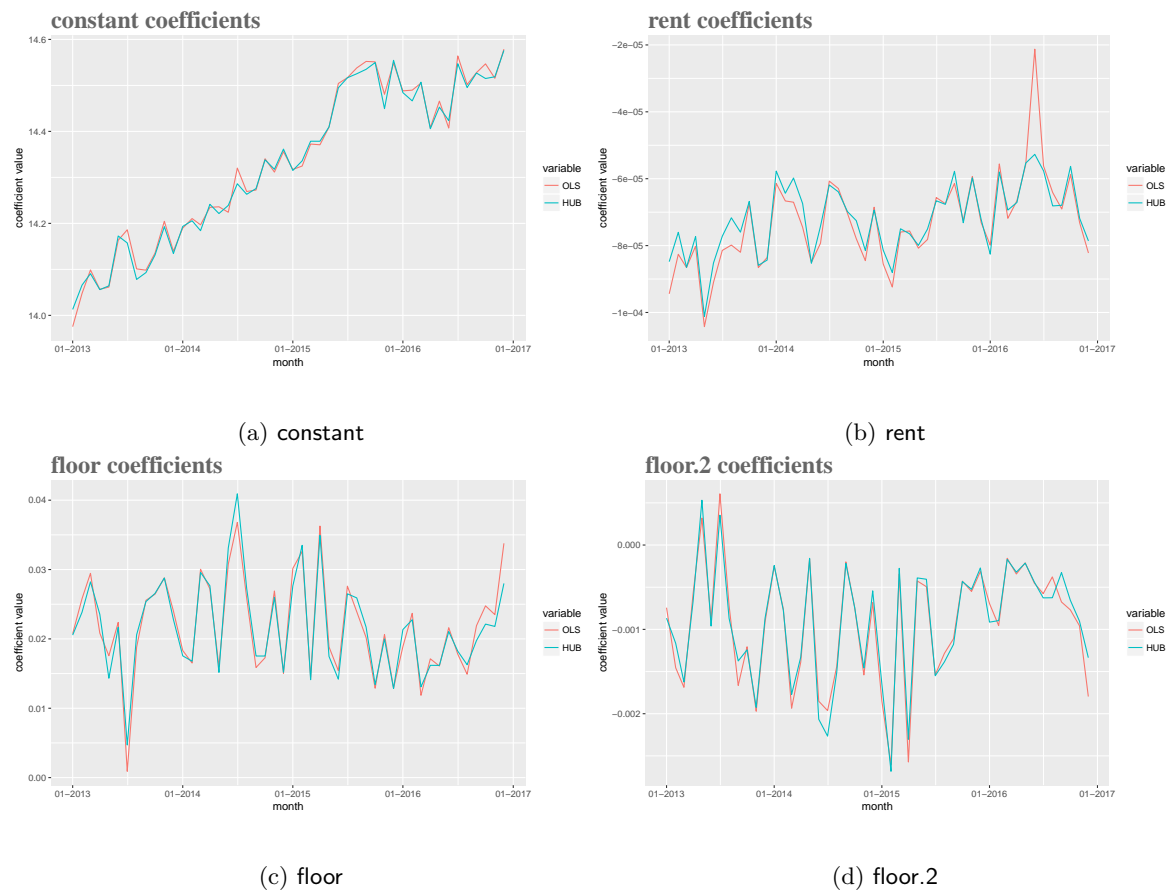 constant coefficients
14.6
14.4
14.2
14.0
coefficient value
01−2013
01−2014
01−2015
01−2016
01−2017
month
variable
OLS
HUB
(a) constant
rent coefficients
−2e−05
−4e−05
−6e−05
−8e−05
−1e−04
coefficient value
01−2013
01−2014
01−2015
01−2016
01−2017
month
variable
OLS
HUB
(b) rent
floor coefficients
0.04
0.03
0.02
0.01
0.00
coefficient value
01−2013
01−2014
01−2015
01−2016
01−2017
month
variable
OLS
HUB
(c) floor
floor.2 coefficients
0.000
−0.001
−0.002
coefficient value
01−2013
01−2014
01−2015
01−2016
01−2017
month
variable
OLS
HUB
(d) floor.2